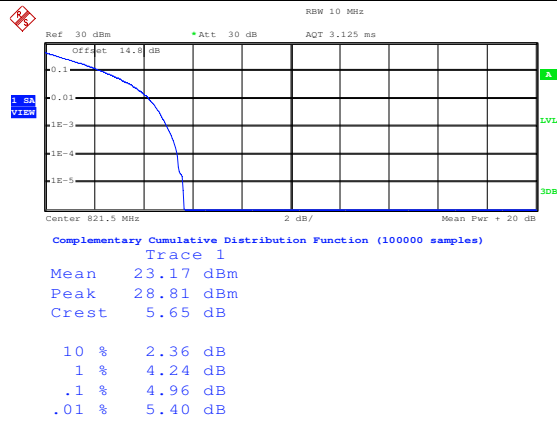 RBW 10 MHz
Ref 30 dBm *Att 30 dB AQT 3.125 ms
Offset 14.8 dB
0.1
A
0.01
1 SA
VIEW
1E-3
LVL
1E-4
1E-5
3DB
Center 821.5 MHz 2 dB/ Mean Pwr + 20 dB
Complementary Cumulative Distribution Function (100000 samples)
Trace 1
Mean 23.17 dBm
Peak 28.81 dBm
Crest 5.65 dB
10 % 2.36 dB
1 % 4.24 dB
.1 % 4.96 dB
.01 % 5.40 dB